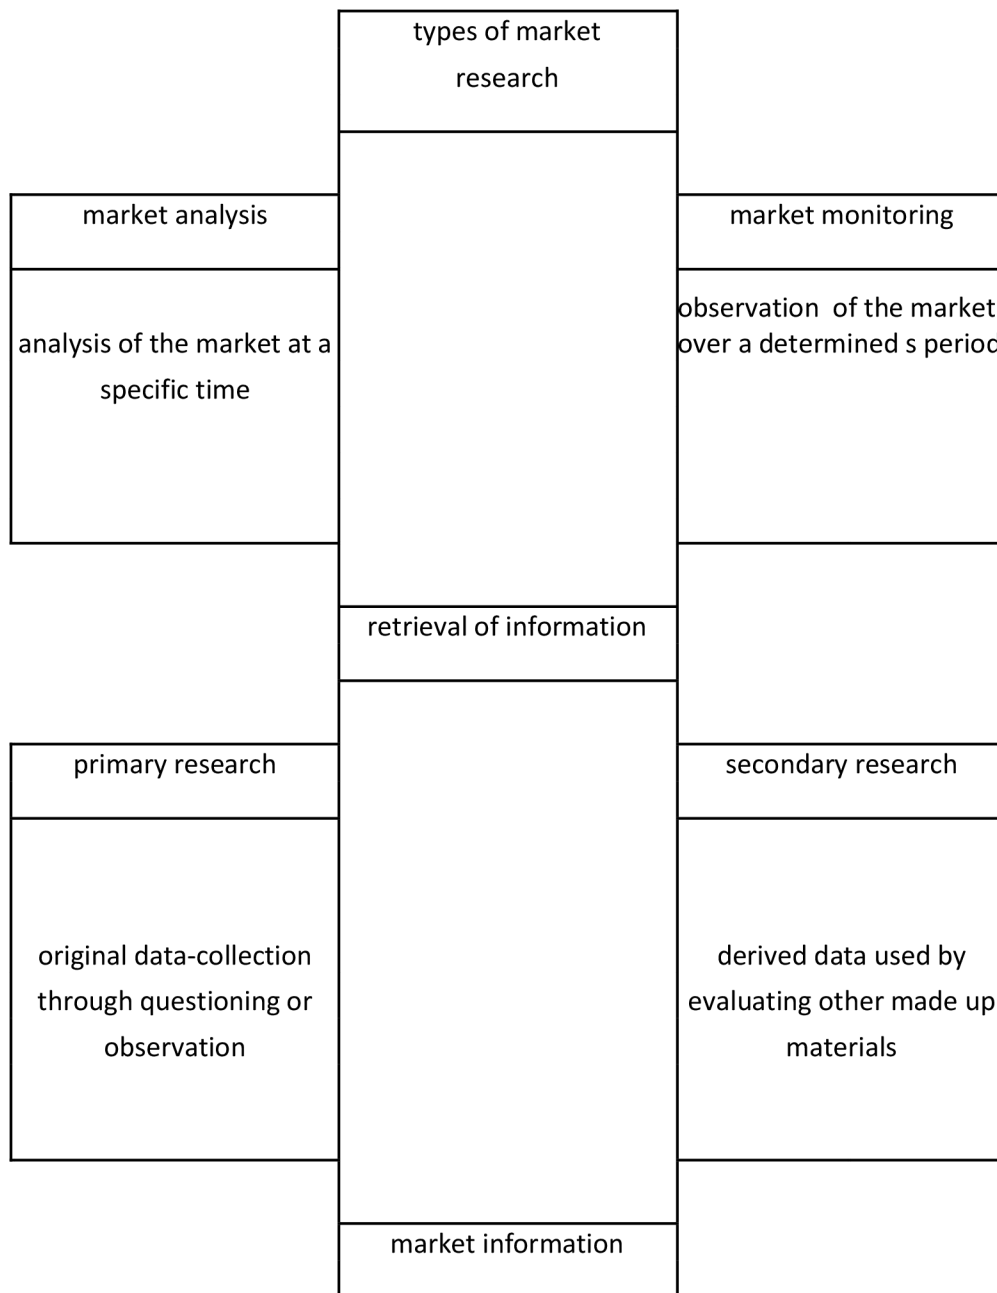 types of market
research
market analysis
market monitoring
analysis of the market at a
specific time
observation  of the market
over a determined s period
retrieval of information
primary research
secondary research
original data-collection
through questioning or
observation
derived data used by
evaluating other made up
materials
market information